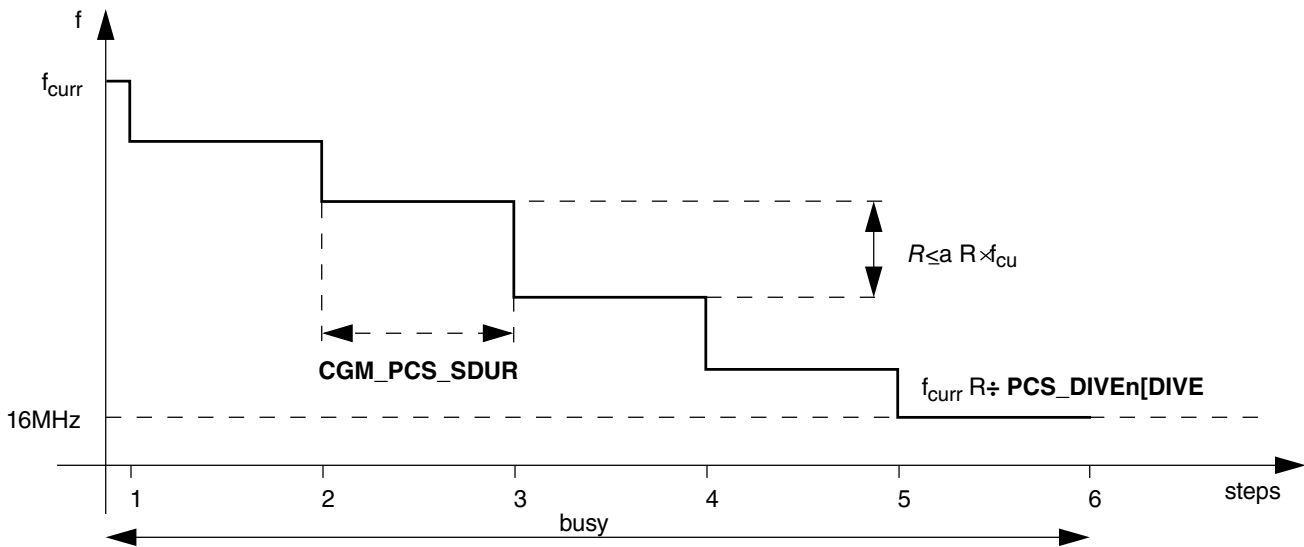 f
f_curr
R≤a R×f_cu
CGM_PCS_SDUR
f_curr R÷ PCS_DIVEn[DIVE
16MHz
1 2 3 4 5 6
steps
busy